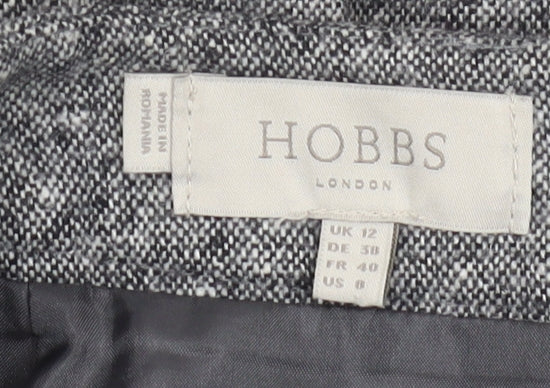 MADE IN
ROMANIA
HOBBS
LONDON
UK 12
DE 38
FR 40
US 8